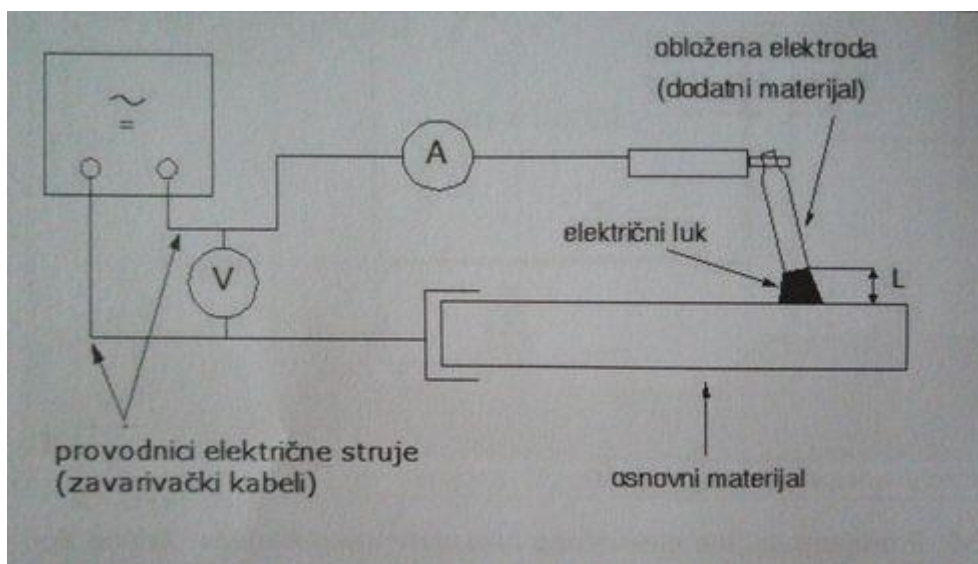 obložena elektroda
(dodatni materijal)
~
=
A
električni luk
V
L
provodnici električne struje
(zavarivački kabeli)
osnovni materijal